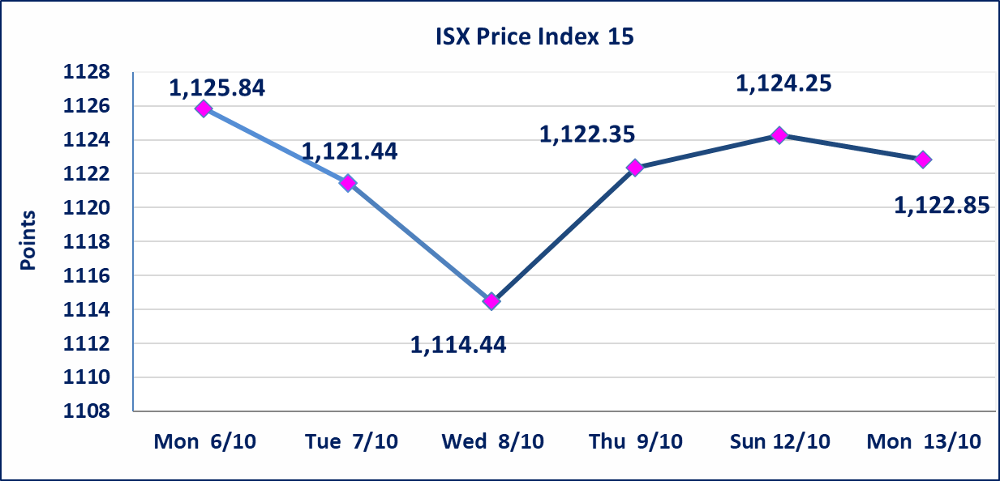 ISX Price Index 15
Points
1128
1126
1124
1122
1120
1118
1116
1114
1112
1110
1108
1,125.84
1,121.44
1,114.44
1,122.35
1,124.25
1,122.85
Mon 6/10
Tue 7/10
Wed 8/10
Thu 9/10
Sun 12/10
Mon 13/10